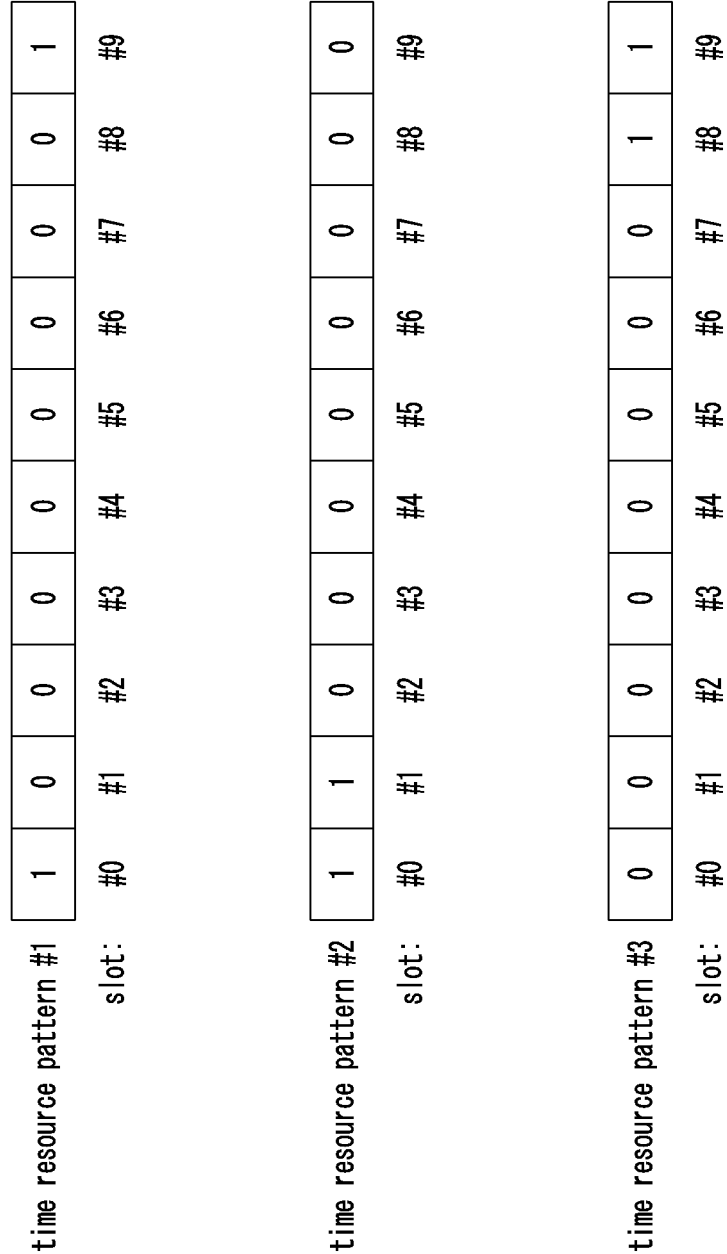 time resource pattern #1 1 0 0 0 0 0 0 0 0 1
slot: #0 #1 #2 #3 #4 #5 #6 #7 #8 #9
time resource pattern #2 1 1 0 0 0 0 0 0 0 0
slot: #0 #1 #2 #3 #4 #5 #6 #7 #8 #9
time resource pattern #3 0 0 0 0 0 0 0 0 1 1
slot: #0 #1 #2 #3 #4 #5 #6 #7 #8 #9